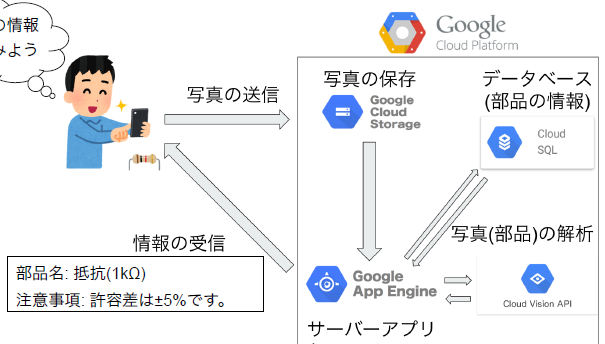 の情報
みよう
Google
Cloud Platform
写真の送信
写真の保存
Google
Cloud
Storage
データベース
(部品の情報)
Cloud
SQL
情報の受信
写真(部品)の解析
部品名: 抵抗(1kΩ)
注意事項: 許容差は±5%です。
Google
App Engine
Cloud Vision API
サーバーアプリ